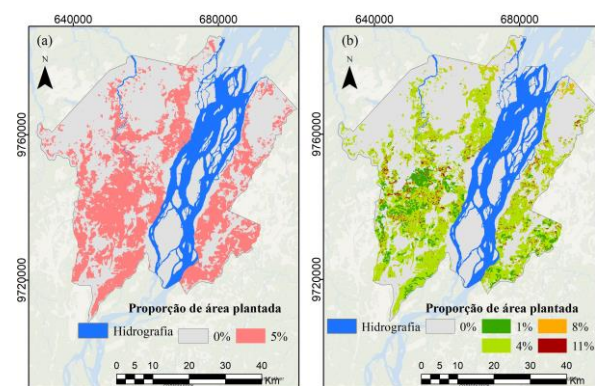 640000 680000
(a)
N
9760000
9720000
Proporção de área plantada
Hidrografia 0% 5%
0 5 10 20 30 40
Km
640000 680000
(b)
N
9760000
9720000
Proporção de área plantada
Hidrografia 0% 1% 8%
4% 11%
0 5 10 20 30 40
Km